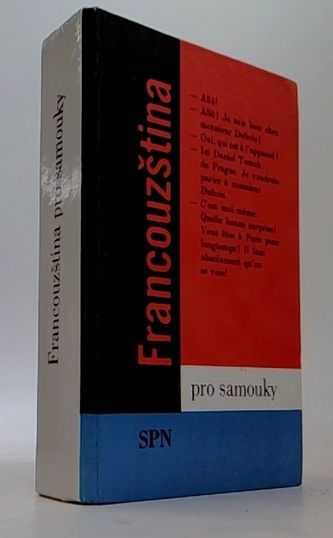 Francouzština pro samouky
Francouzština
— Allô!
— Allô! Je suis bien chez
monsieur Dubois?
— Oui, qui est à l'appareil?
— Ici Daniel Tomeh
de Prague. Je voudrais
parler à monsieur
Dubois.
— C'est moi-même.
Quelle bonne surprise!
Vous êtes à Paris pour
longtemps? Il faut
absolument qu'on
se voie!
pro samouky
SPN